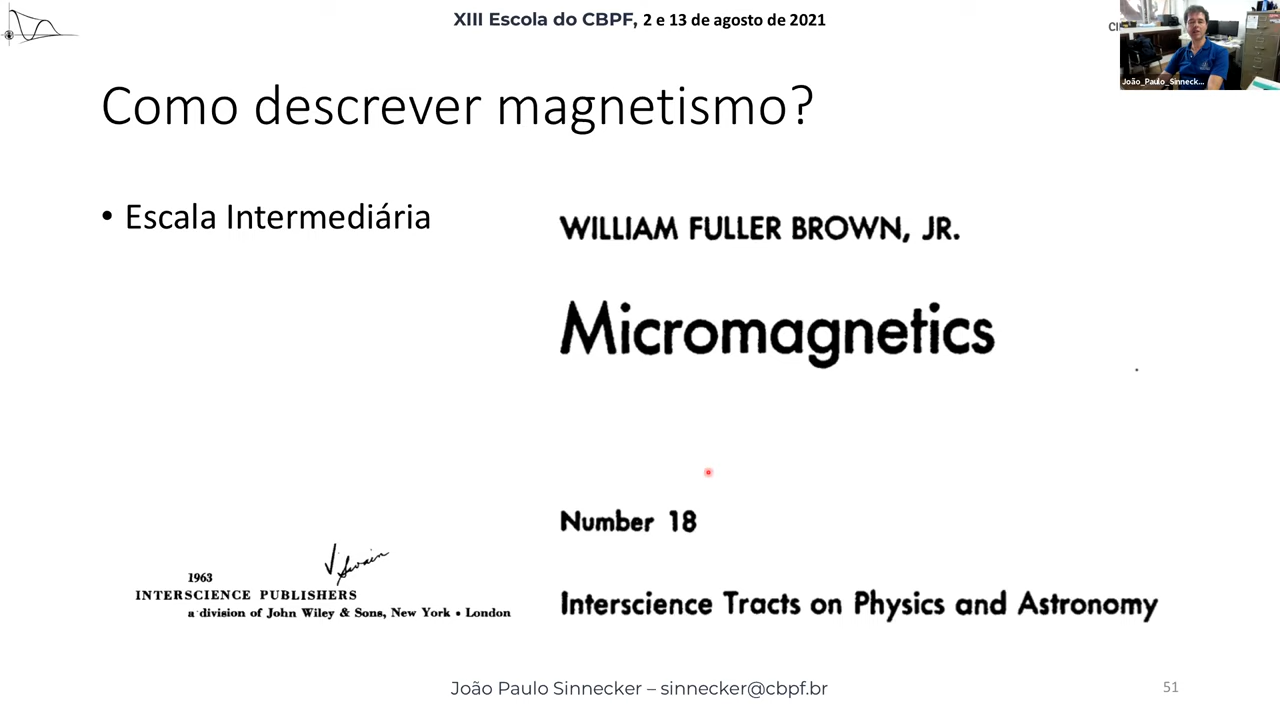 XIII Escola do CBPF, 2 e 13 de agosto de 2021
João_Paulo_Sinneck...
Como descrever magnetismo?
• Escala Intermediária
WILLIAM FULLER BROWN, JR.
Micromagnetics
Number 18
1963
INTERSCIENCE PUBLISHERS
a division of John Wiley & Sons, New York • London
Interscience Tracts on Physics and Astronomy
João Paulo Sinnecker – sinnecker@cbpf.br
51